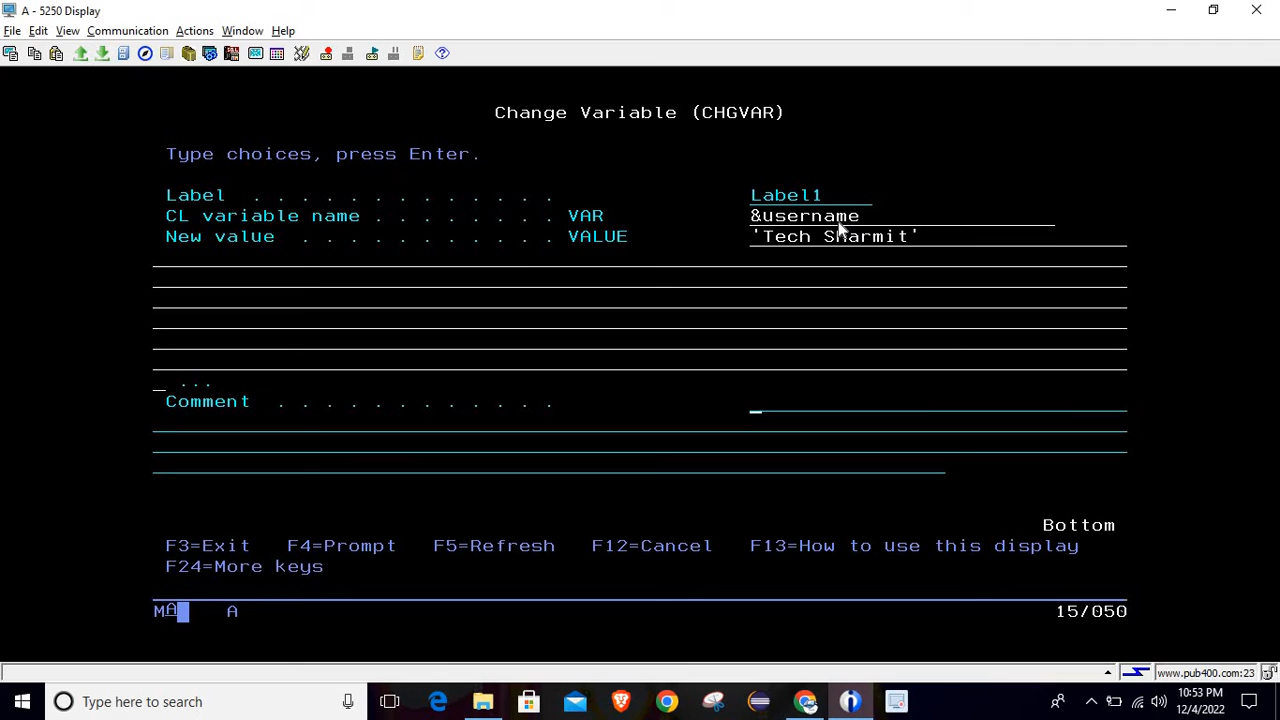 A - 5250 Display
File Edit View Communication Actions Window Help
Change Variable (CHGVAR)
Type choices, press Enter.
Label . . . . . . . . . . . . . Label1
CL variable name . . . . . . . . VAR &username
New value . . . . . . . . . . . VALUE 'Tech Sharmit'
...
Comment . . . . . . . . . . . .
Bottom
F3=Exit F4=Prompt F5=Refresh F12=Cancel F13=How to use this display
F24=More keys
MA A 15/050
www.pub400.com:23
Type here to search
10:53 PM
12/4/2022